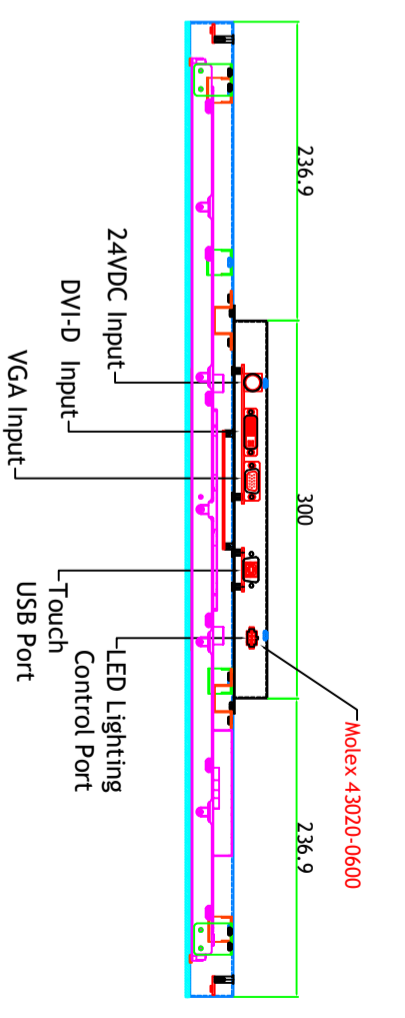 236,9
300
236,9
24VDC Input
DVI-D Input
VGA Input
Touch
USB Port
LED Lighting
Control Port
Molex 43020-0600